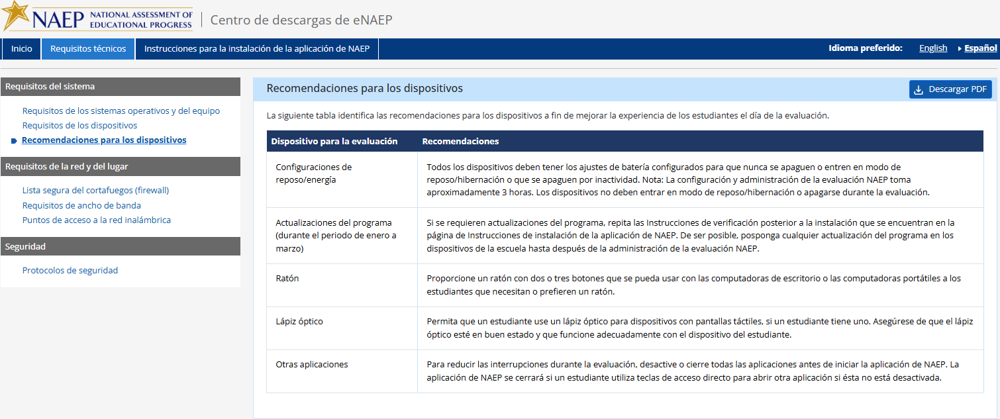 NAEP NATIONAL ASSESSMENT OF
EDUCATIONAL PROGRESS
Centro de descargas de eNAEP
Inicio
Requisitos técnicos
Instrucciones para la instalación de la aplicación de NAEP
Idioma preferido:
English
Español
Requisitos del sistema
Requisitos de los sistemas operativos y del equipo
Requisitos de los dispositivos
Recomendaciones para los dispositivos
Requisitos de la red y del lugar
Lista segura del cortafuegos (firewall)
Requisitos de ancho de banda
Puntos de acceso a la red inalámbrica
Seguridad
Protocolos de seguridad
Recomendaciones para los dispositivos
Descargar PDF
La siguiente tabla identifica las recomendaciones para los dispositivos a fin de mejorar la experiencia de los estudiantes el día de la evaluación.
Dispositivo para la evaluación
Recomendaciones
Configuraciones de
reposo/energía
Todos los dispositivos deben tener los ajustes de batería configurados para que nunca se apaguen o entren en modo de
reposo/hibernación o que se apaguen por inactividad. Nota: La configuración y administración de la evaluación NAEP toma
aproximadamente 3 horas. Los dispositivos no deben entrar en modo de reposo/hibernación o apagarse durante la evaluación.
Actualizaciones del programa
(durante el periodo de enero a
marzo)
Si se requieren actualizaciones del programa, repita las Instrucciones de verificación posterior a la instalación que se encuentran en la
página de Instrucciones de instalación de la aplicación de NAEP. De ser posible, posponga cualquier actualización del programa en los
dispositivos de la escuela hasta después de la administración de la evaluación NAEP.
Ratón
Proporcione un ratón con dos o tres botones que se pueda usar con las computadoras de escritorio o las computadoras portátiles a los
estudiantes que necesitan o prefieren un ratón.
Lápiz óptico
Permita que un estudiante use un lápiz óptico para dispositivos con pantallas táctiles, si un estudiante tiene uno. Asegúrese de que el lápiz
óptico esté en buen estado y que funcione adecuadamente con el dispositivo del estudiante.
Otras aplicaciones
Para reducir las interrupciones durante la evaluación, desactive o cierre todas las aplicaciones antes de iniciar la aplicación de NAEP. La
aplicación de NAEP se cerrará si un estudiante utiliza teclas de acceso directo para abrir otra aplicación si ésta no está desactivada.